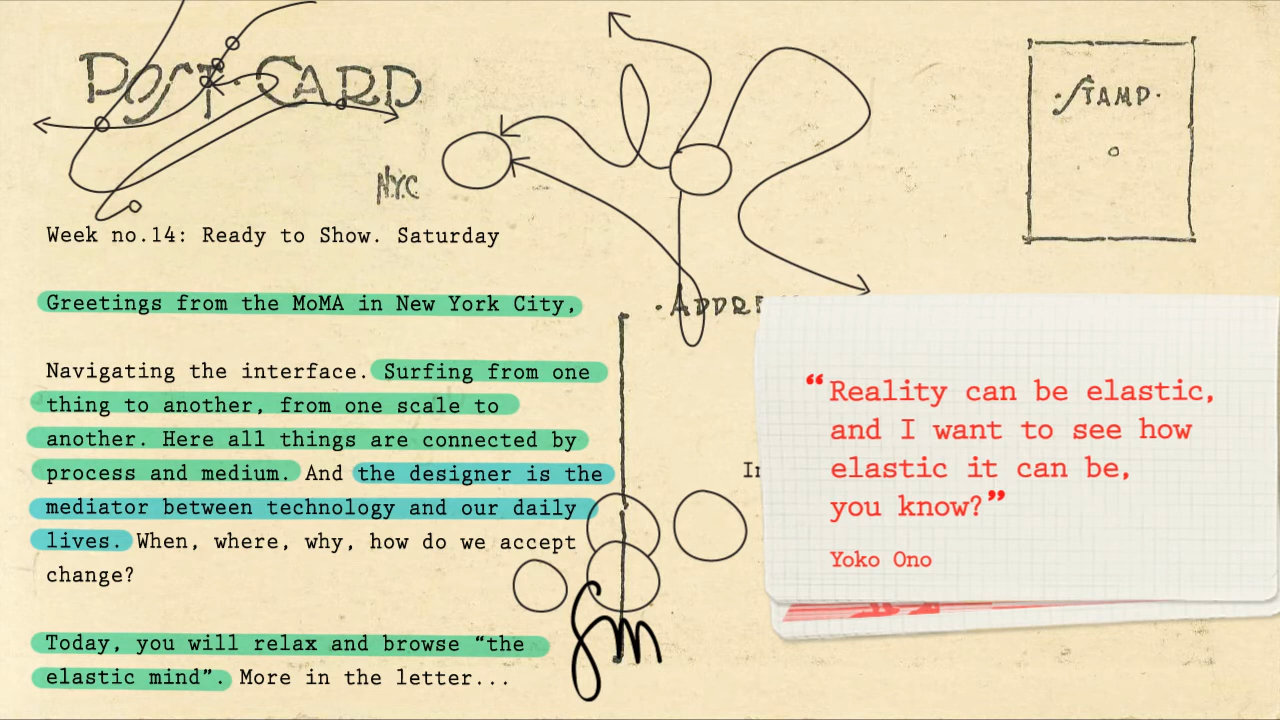 POST CARD
·STAMP·
N.Y.C
Week no.14: Ready to Show. Saturday
Greetings from the MoMA in New York City,
·ADDRE
Navigating the interface. Surfing from one
thing to another, from one scale to
another. Here all things are connected by
process and medium. And the designer is the
mediator between technology and our daily
lives. When, where, why, how do we accept
change?
Today, you will relax and browse “the
elastic mind”. More in the letter...
“Reality can be elastic,
and I want to see how
elastic it can be,
you know?”
Yoko Ono